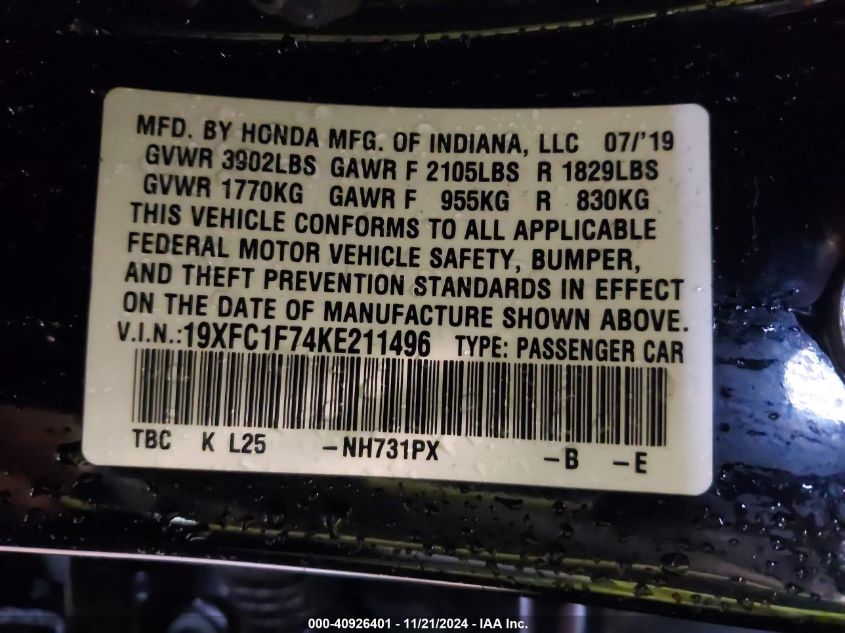 MFD. BY HONDA MFG. OF INDIANA, LLC 07/'19
GVWR 3902LBS GAWR F 2105LBS R 1829LBS
GVWR 1770KG GAWR F 955KG R 830KG
THIS VEHICLE CONFORMS TO ALL APPLICABLE
FEDERAL MOTOR VEHICLE SAFETY, BUMPER,
AND THEFT PREVENTION STANDARDS IN EFFECT
ON THE DATE OF MANUFACTURE SHOWN ABOVE.
V.I.N.:19XFC1F74KE211496 TYPE: PASSENGER CAR
TBC K L25 -NH731PX -B -E
000-40926401 - 11/21/2024 - IAA Inc.